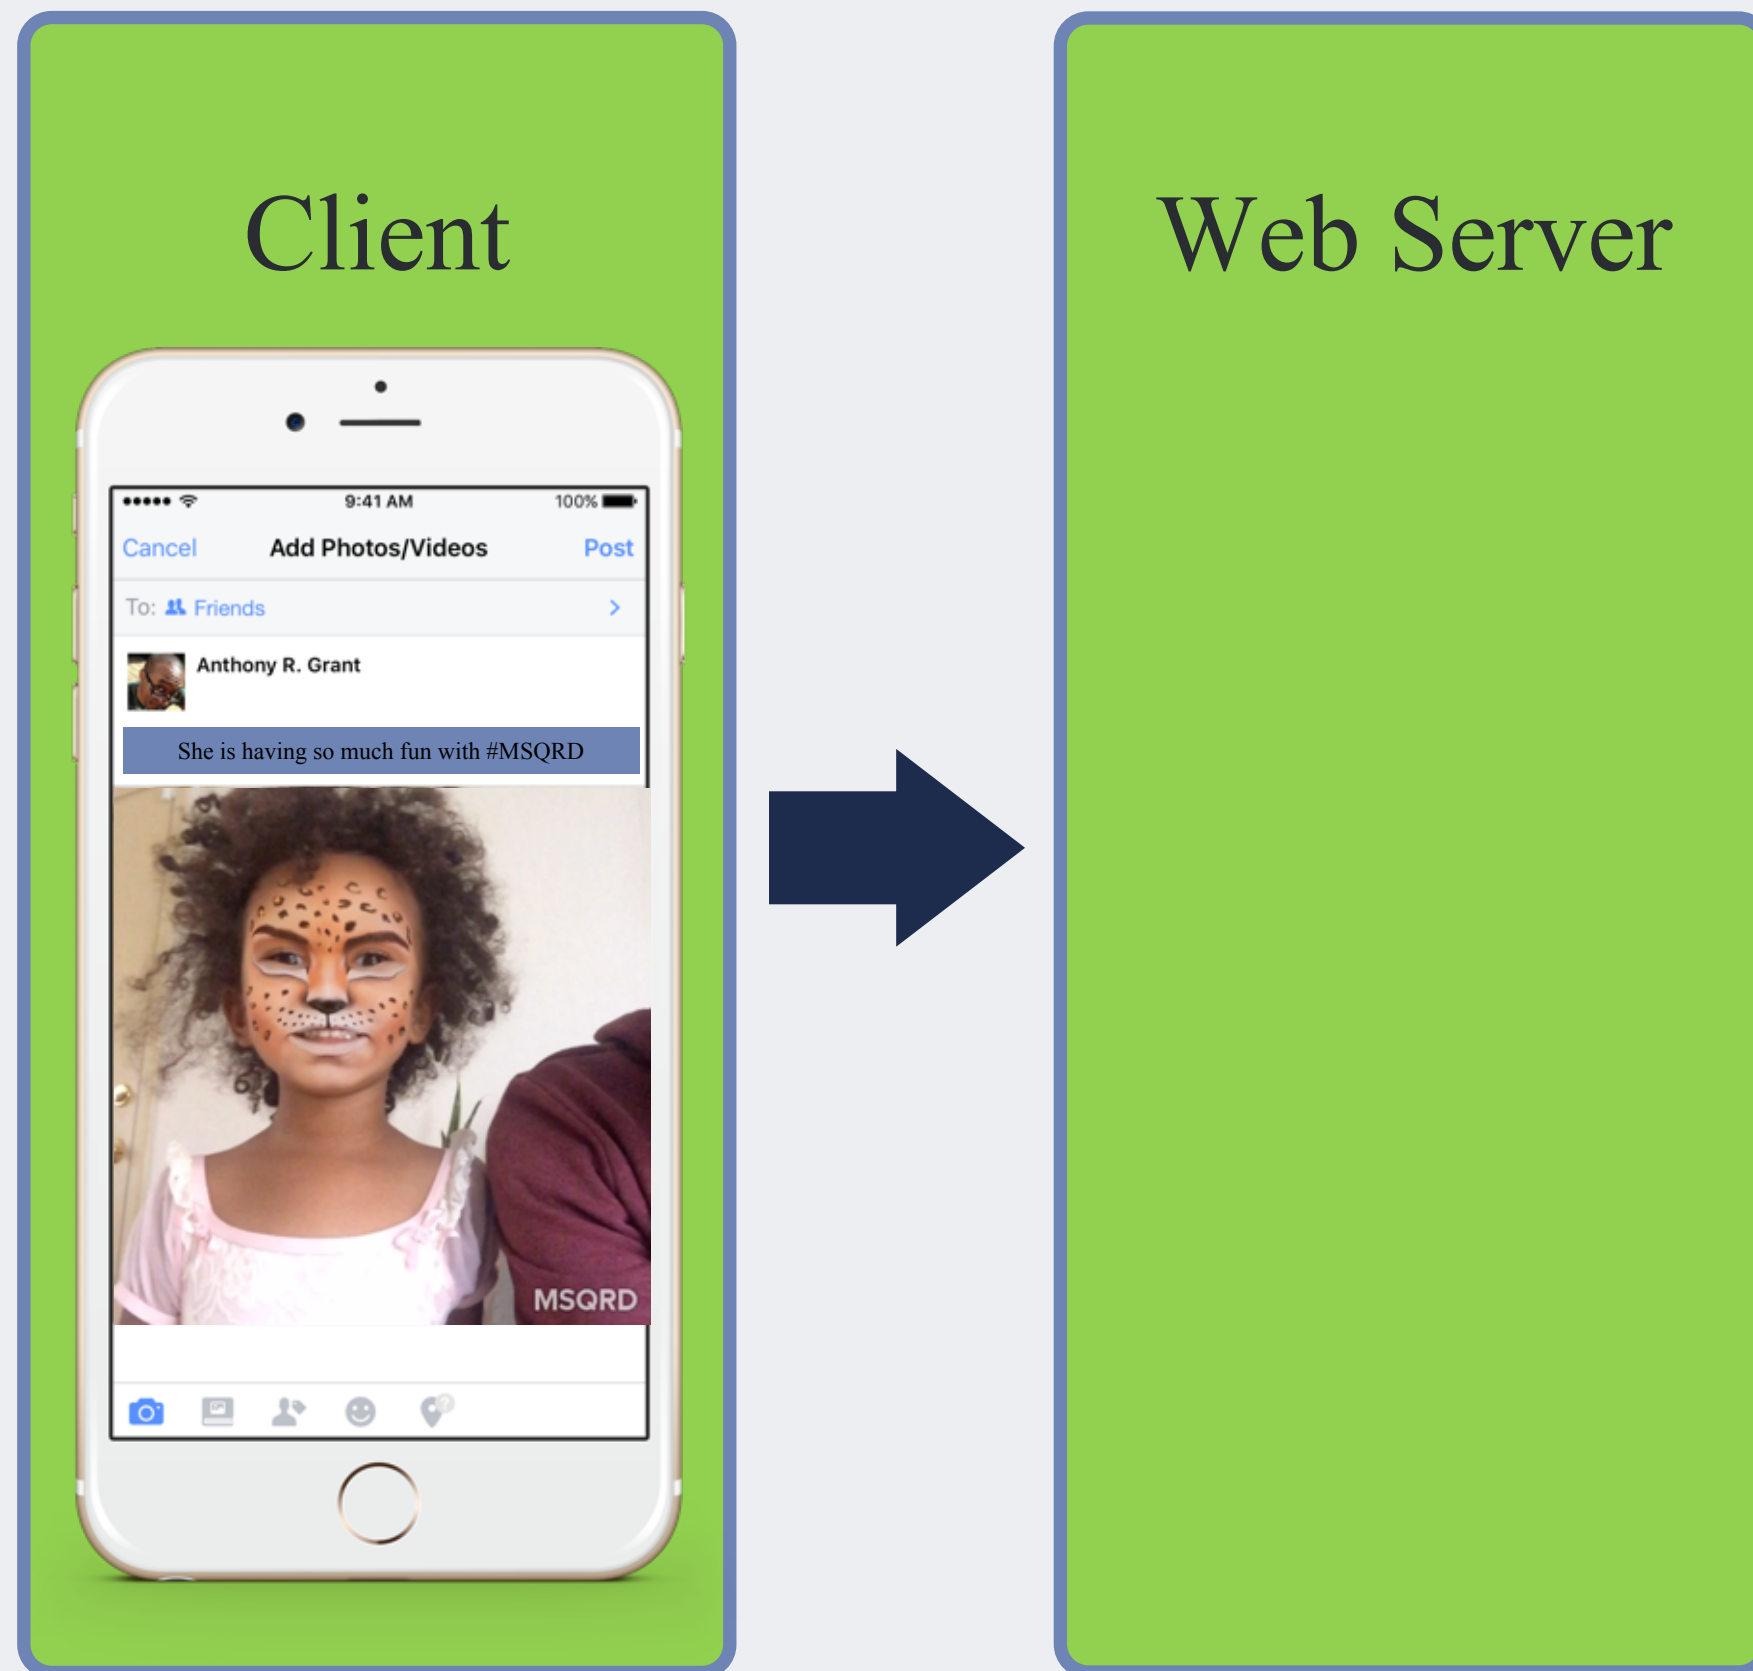 Client
Web Server
9:41 AM
100%
Cancel
Add Photos/Videos
Post
To: Friends
Anthony R. Grant
She is having so much fun with #MSQRD
MSQRD
?